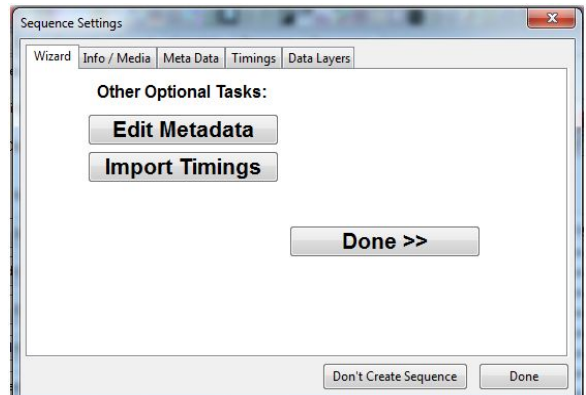 Sequence Settings
Wizard Info / Media Meta Data Timings Data Layers
Other Optional Tasks:
Edit Metadata
Import Timings
Done >>
Don't Create Sequence Done